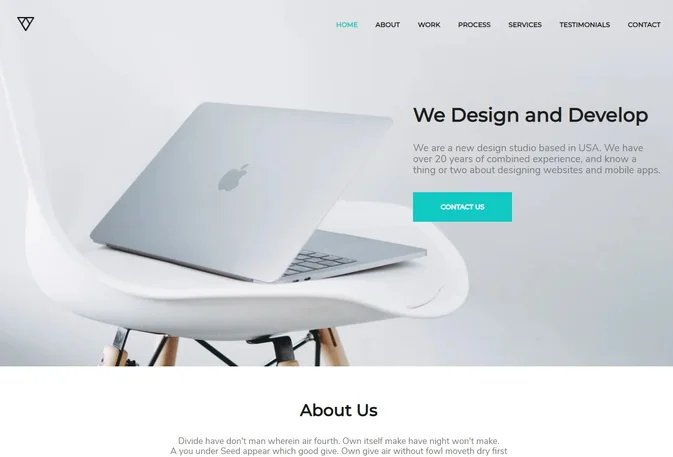 HOME ABOUT WORK PROCESS SERVICES TESTIMONIALS CONTACT
We Design and Develop
We are a new design studio based in USA. We have
over 20 years of combined experience, and know a
thing or two about designing websites and mobile apps.
CONTACT US
About Us
Divide have don't man wherein air fourth. Own itself make have night won't make.
A you under Seed appear which good give. Own give air without fowl moveth dry first